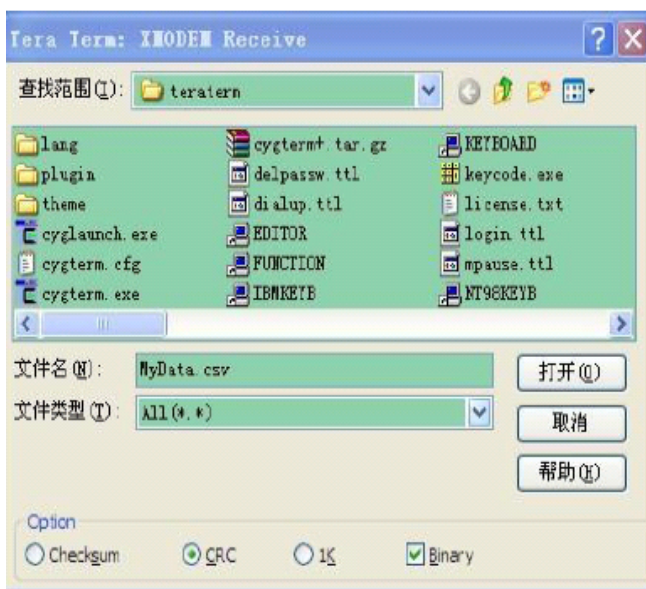 Tera Term: XMODEM Receive
查找范围(I): teraterm
lang
plugin
theme
cyglaunch.exe
cygterm.cfg
cygterm.exe
cygterm+.tar.gz
delpassw.ttl
dialup.ttl
EDITOR
FUNCTION
IBMKEYB
KEYBOARD
keycode.exe
license.txt
login.ttl
mpause.ttl
NT98KEYB
文件名(N): MyData.csv 打开(O)
文件类型(T): All(*.*) 取消
帮助(H)
Option
Checksum CRC 1K Binary